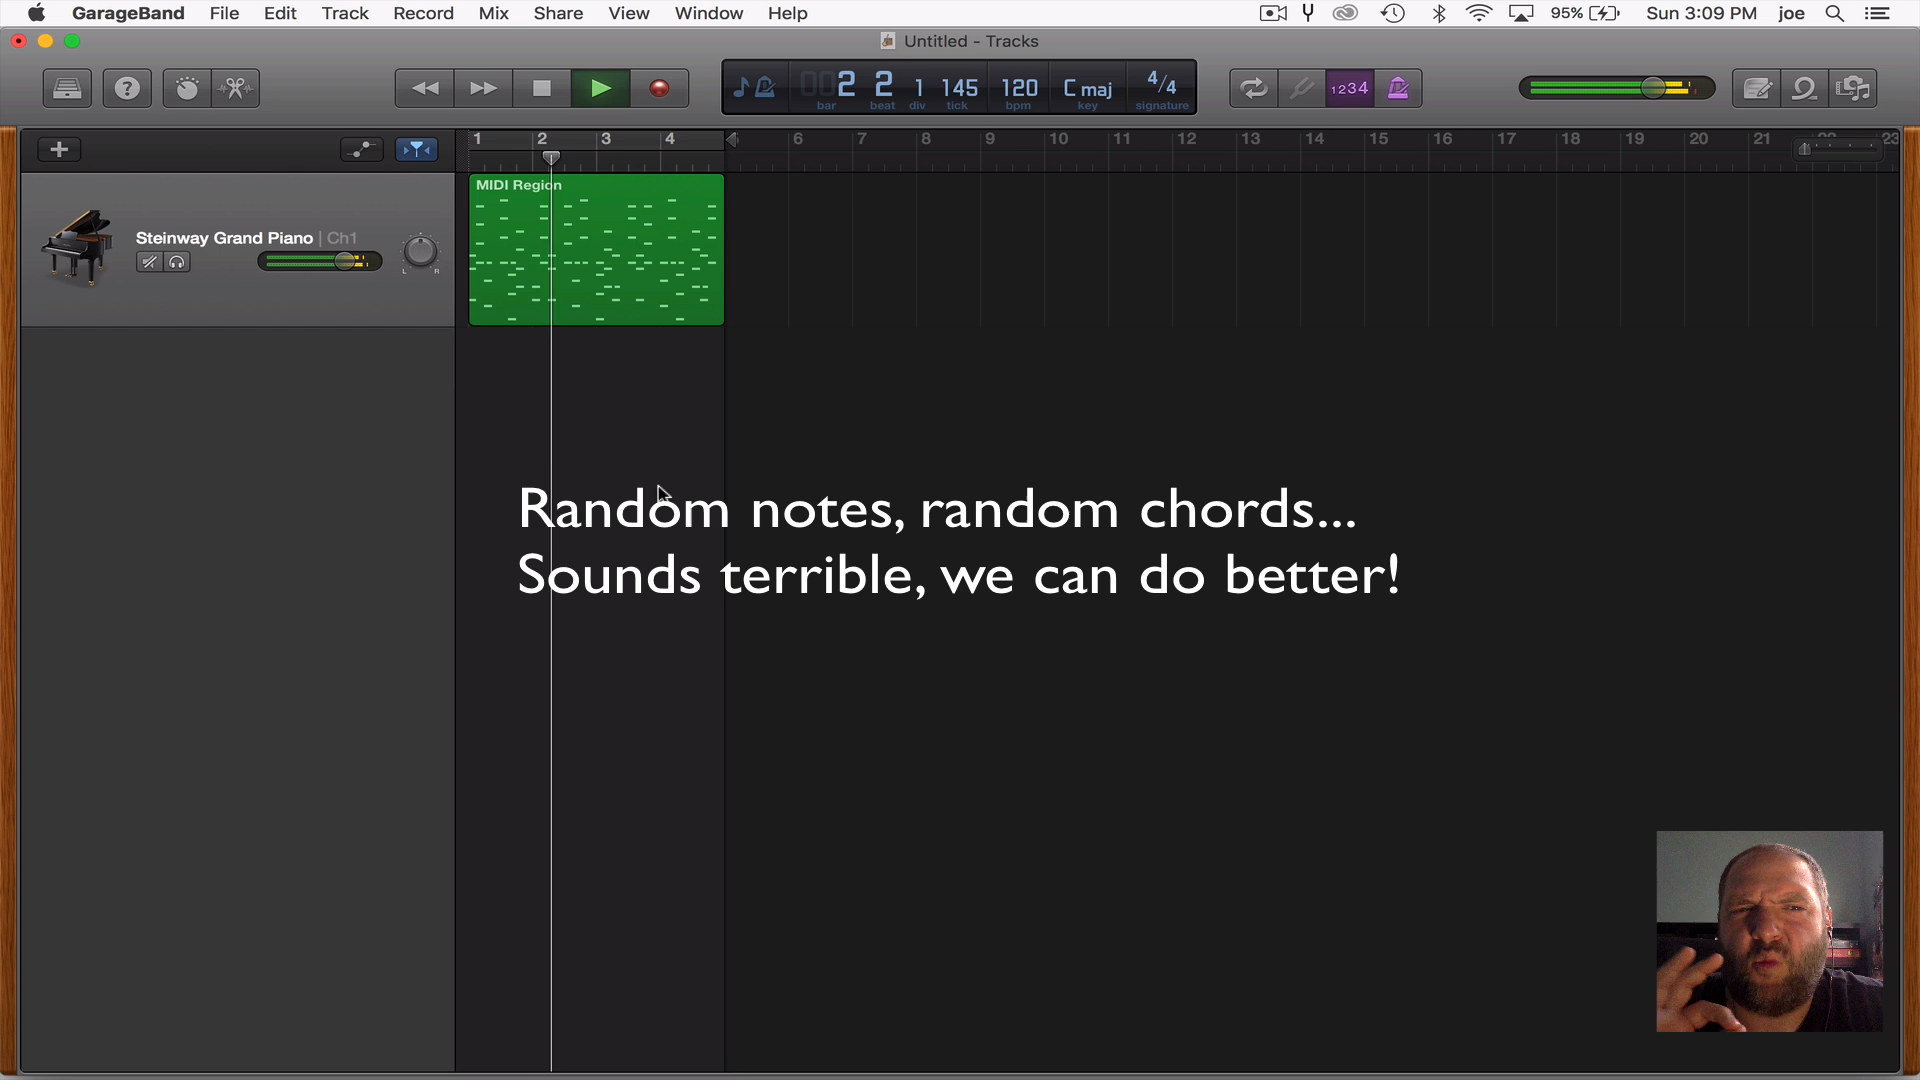 GarageBand File Edit Track Record Mix Share View Window Help 95% Sun 3:09 PM joe
Untitled - Tracks
002 2 1 145 120 C maj 4/4 1234
bar beat div tick bpm key signature
1 2 3 4 6 7 8 9 10 11 12 13 14 15 16 17 18 19 20 21 22 23
MIDI Region
Steinway Grand Piano | Ch1
L R
Random notes, random chords...
Sounds terrible, we can do better!